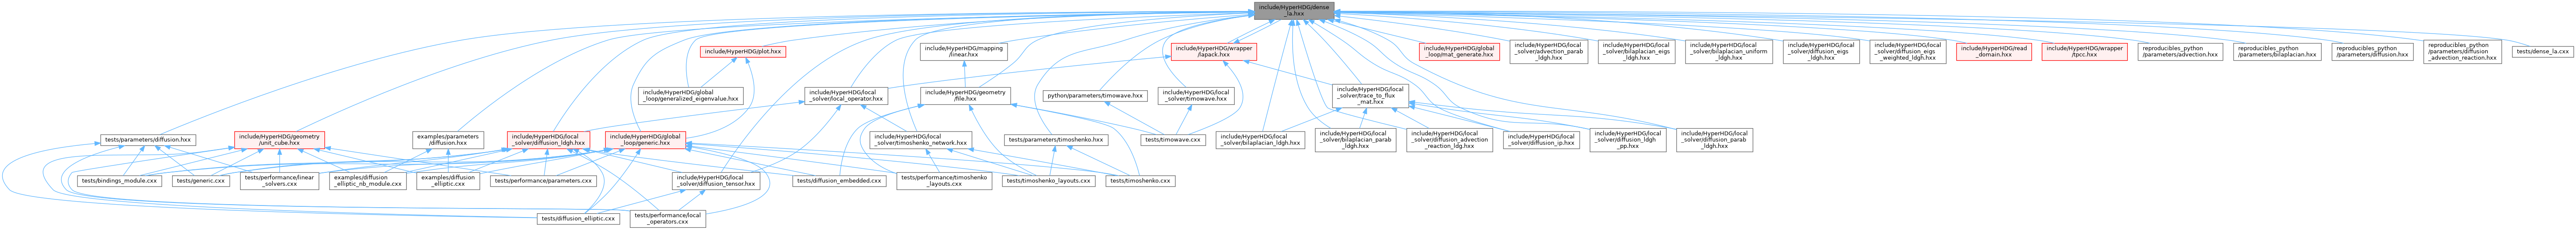 include/HyperHDG/dense
_la.hxx
include/HyperHDG/plot.hxx
include/HyperHDG/mapping
/linear.hxx
include/HyperHDG/wrapper
/lapack.hxx
include/HyperHDG/global
_loop/mat_generate.hxx
include/HyperHDG/local
_solver/advection_parab
_ldgh.hxx
include/HyperHDG/local
_solver/bilaplacian_eigs
_ldgh.hxx
include/HyperHDG/local
_solver/bilaplacian_uniform
_ldgh.hxx
include/HyperHDG/local
_solver/diffusion_eigs
_ldgh.hxx
include/HyperHDG/local
_solver/diffusion_eigs
_weighted_ldgh.hxx
include/HyperHDG/read
_domain.hxx
include/HyperHDG/wrapper
/tpcc.hxx
reproducibles_python
/parameters/advection.hxx
reproducibles_python
/parameters/bilaplacian.hxx
reproducibles_python
/parameters/diffusion.hxx
reproducibles_python
/parameters/diffusion
_advection_reaction.hxx
tests/dense_la.cxx
include/HyperHDG/global
_loop/generalized_eigenvalue.hxx
include/HyperHDG/local
_solver/local_operator.hxx
include/HyperHDG/geometry
/file.hxx
python/parameters/timowave.hxx
include/HyperHDG/local
_solver/timowave.hxx
include/HyperHDG/local
_solver/trace_to_flux
_mat.hxx
tests/parameters/diffusion.hxx
include/HyperHDG/geometry
/unit_cube.hxx
examples/parameters
/diffusion.hxx
include/HyperHDG/local
_solver/diffusion_ldgh.hxx
include/HyperHDG/global
_loop/generic.hxx
include/HyperHDG/local
_solver/timoshenko_network.hxx
tests/parameters/timoshenko.hxx
tests/timowave.cxx
include/HyperHDG/local
_solver/bilaplacian_ldgh.hxx
include/HyperHDG/local
_solver/bilaplacian_parab
_ldgh.hxx
include/HyperHDG/local
_solver/diffusion_advection
_reaction_ldg.hxx
include/HyperHDG/local
_solver/diffusion_ip.hxx
include/HyperHDG/local
_solver/diffusion_ldgh
_pp.hxx
include/HyperHDG/local
_solver/diffusion_parab
_ldgh.hxx
tests/bindings_module.cxx
tests/generic.cxx
tests/performance/linear
_solvers.cxx
examples/diffusion
_elliptic_nb_module.cxx
examples/diffusion
_elliptic.cxx
tests/performance/parameters.cxx
include/HyperHDG/local
_solver/diffusion_tensor.hxx
tests/diffusion_embedded.cxx
tests/performance/timoshenko
_layouts.cxx
tests/timoshenko_layouts.cxx
tests/timoshenko.cxx
tests/diffusion_elliptic.cxx
tests/performance/local
_operators.cxx